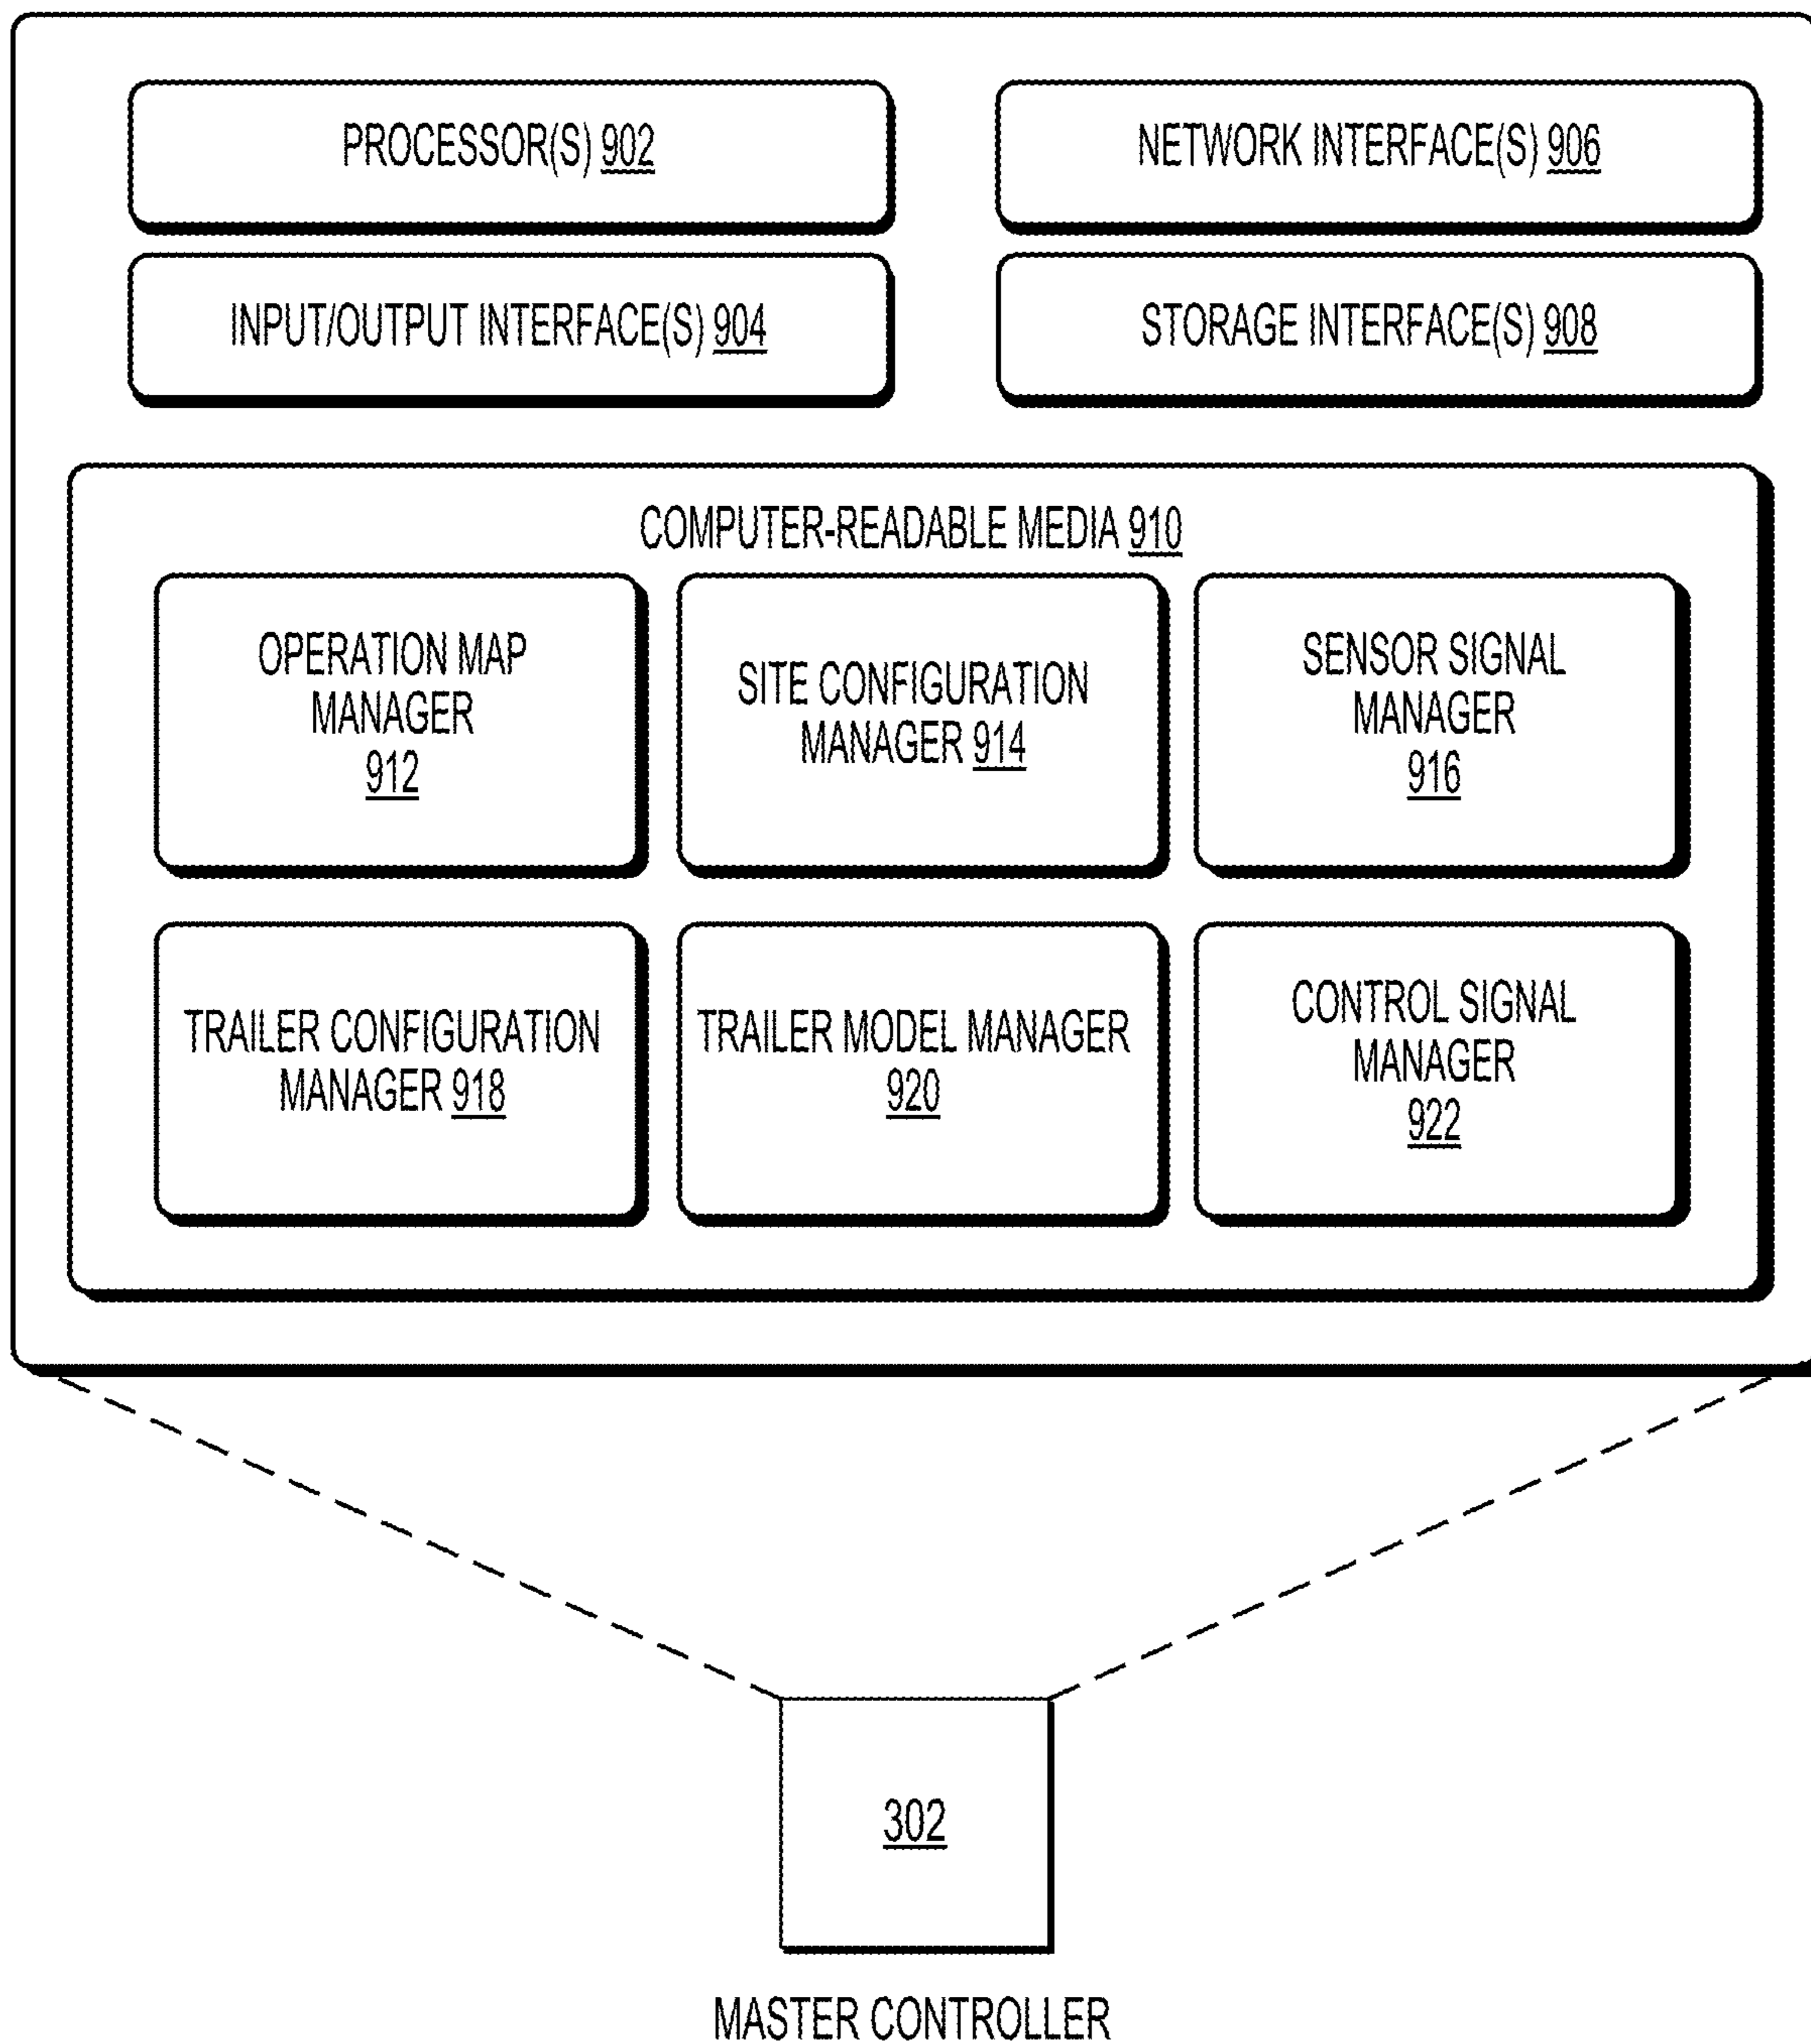 PROCESSOR(S) 902
NETWORK INTERFACE(S) 906
INPUT/OUTPUT INTERFACE(S) 904
STORAGE INTERFACE(S) 908
COMPUTER-READABLE MEDIA 910
OPERATION MAP
MANAGER
912
SITE CONFIGURATION
MANAGER 914
SENSOR SIGNAL
MANAGER
916
TRAILER CONFIGURATION
MANAGER 918
TRAILER MODEL MANAGER
920
CONTROL SIGNAL
MANAGER
922
302
MASTER CONTROLLER